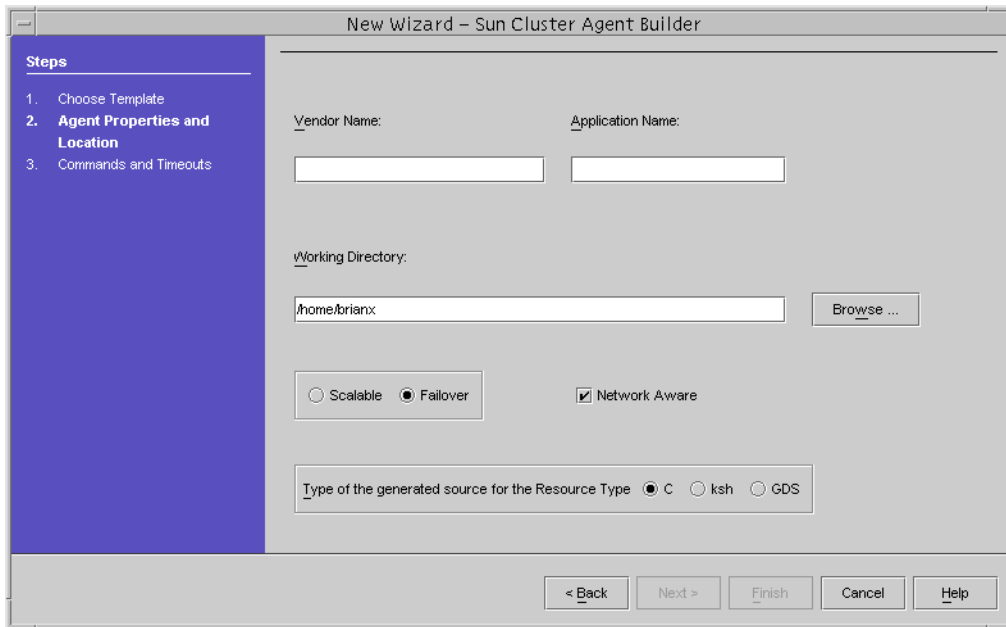 New Wizard – Sun Cluster Agent Builder
Steps
1. Choose Template
2. Agent Properties and
Location
3. Commands and Timeouts
Vendor Name:
Application Name:
Working Directory:
/home/brianx
Browse ...
Scalable
Failover
Network Aware
Type of the generated source for the Resource Type
C
ksh
GDS
< Back
Next >
Finish
Cancel
Help